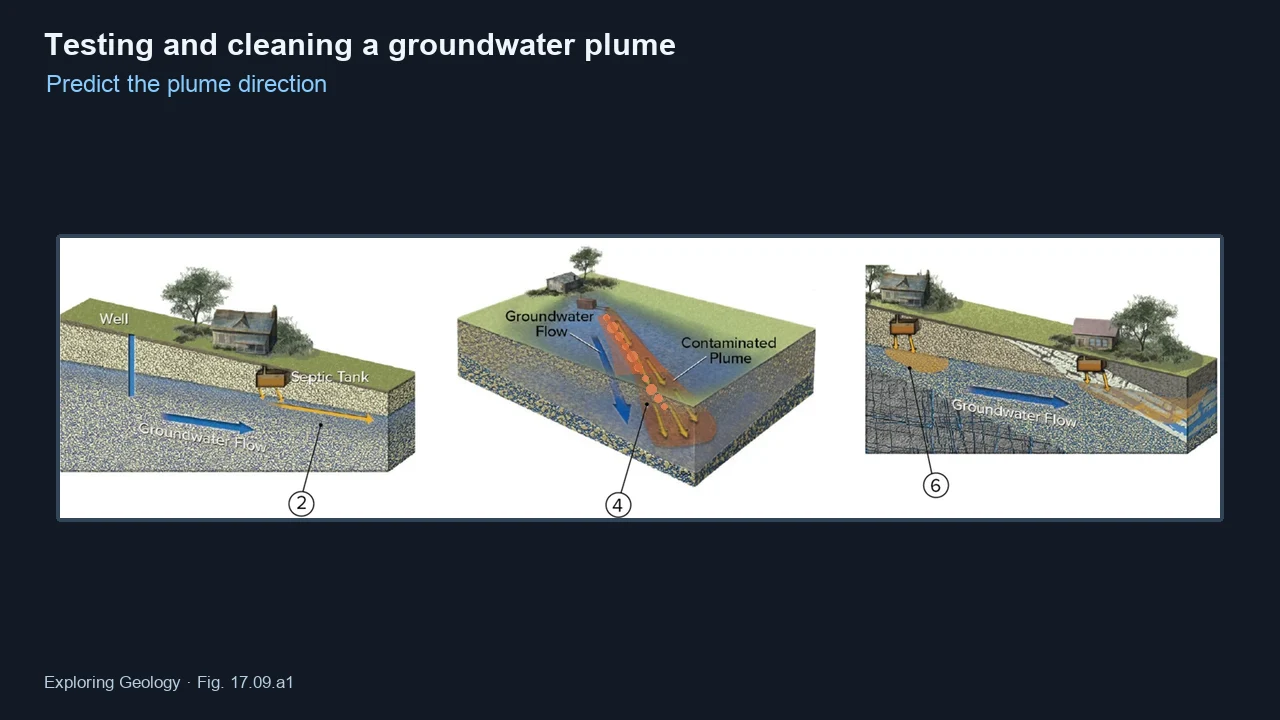 Testing and cleaning a groundwater plume
Predict the plume direction
Well
Septic Tank
Groundwater Flow
2
Groundwater
Flow
Contaminated
Plume
4
Groundwater Flow
6
Exploring Geology · Fig. 17.09.a1